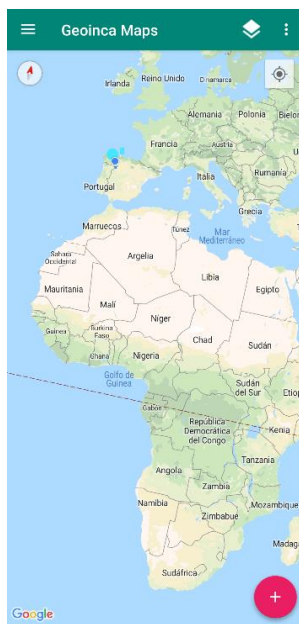 Geoinca Maps
Irlanda
Reino Unido
Dinamarca
Alemania
Polonia
Bielor
Francia
Austria
Rumanía
Italia
Portugal
Grecia
Marruecos
Túnez
Mar
Mediterráneo
Sahara
Occidental
Argelia
Libia
Egipto
Mauritania
Malí
Níger
Chad
Sudán
Guinea
Burkina
Faso
Ghana
Nigeria
Golfo de
Guinea
Sudán
del Sur
Etiop
Gabón
República
Democrática
del Congo
Kenia
Tanzania
Angola
Zambia
Mozambique
Namibia
Zimbabue
Madag
Sudáfrica
Google